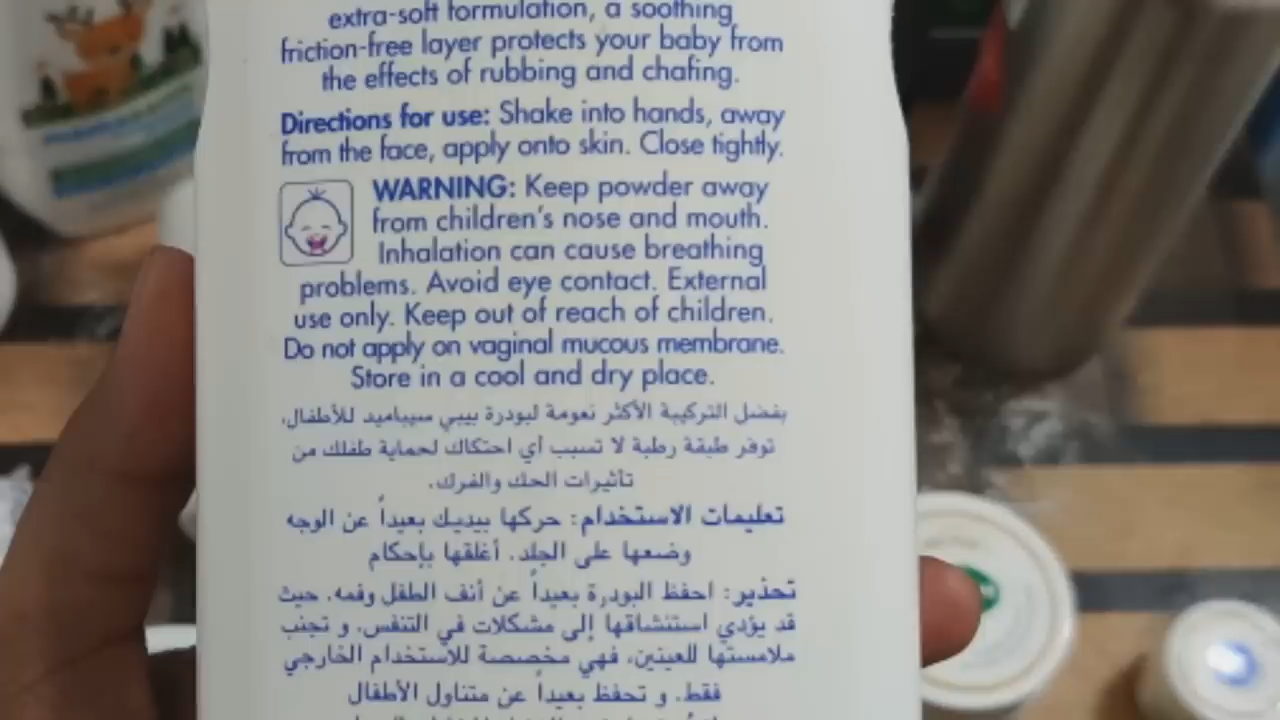 extra-soft formulation, a soothing
friction-free layer protects your baby from
the effects of rubbing and chafing.
Directions for use: Shake into hands, away
from the face, apply onto skin. Close tightly.
WARNING: Keep powder away
from children's nose and mouth.
Inhalation can cause breathing
problems. Avoid eye contact. External
use only. Keep out of reach of children.
Do not apply on vaginal mucous membrane.
Store in a cool and dry place.
بفضل التركيبة الأكثر نعومة لبودرة بيبي سيباميد للأطفال،
توفر طبقة رطبة لا تسبب أي احتكاك لحماية طفلك من
تأثيرات الحك والفرك.
تعليمات الاستخدام: حركها بيديك بعيداً عن الوجه
وضعها على الجلد. أغلقها بإحكام
تحذير: احفظ البودرة بعيداً عن أنف الطفل وفمه. حيث
قد يؤدي استنشاقها إلى مشكلات في التنفس. و تجنب
ملامستها للعينين، فهي مخصصة للاستخدام الخارجي
فقط. و تحفظ بعيداً عن متناول الأطفال